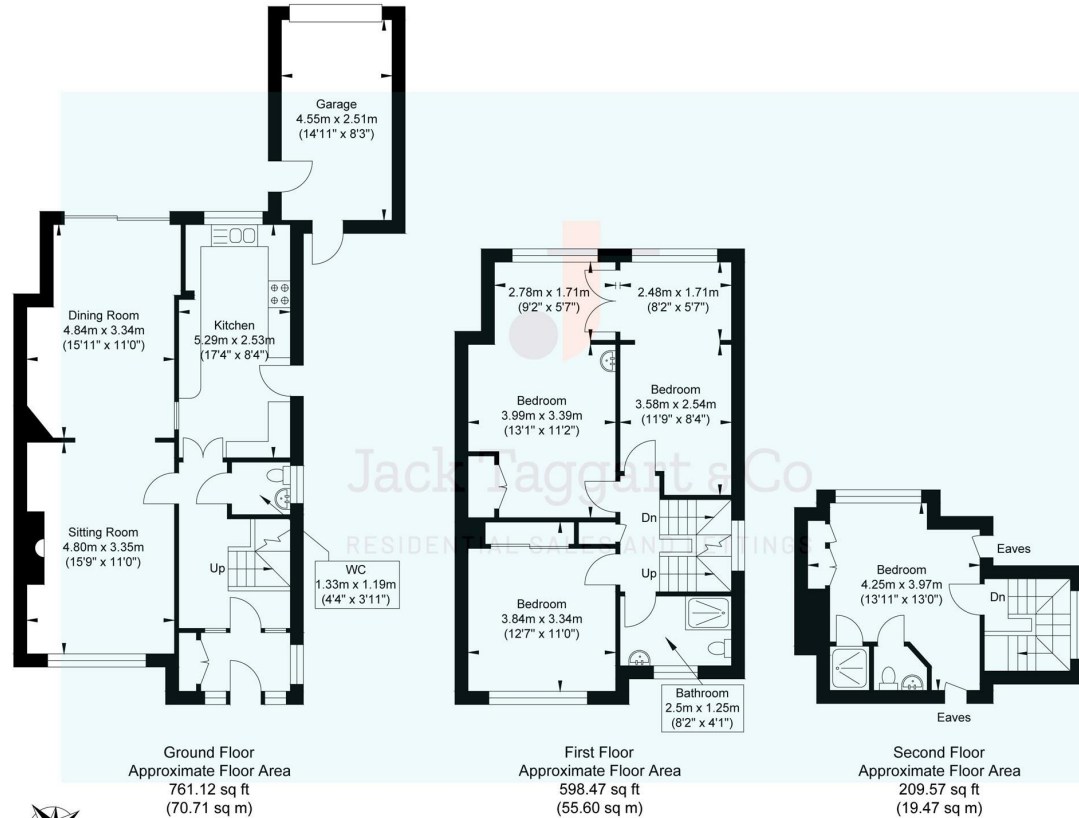 Garage
4.55m x 2.51m
(14'11" x 8'3")
Dining Room
4.84m x 3.34m
(15'11" x 11'0")
Kitchen
5.29m x 2.53m
(17'4" x 8'4")
Sitting Room
4.80m x 3.35m
(15'9" x 11'0")
Up
WC
1.33m x 1.19m
(4'4" x 3'11")
Ground Floor
Approximate Floor Area
761.12 sq ft
(70.71 sq m)
2.78m x 1.71m
(9'2" x 5'7")
2.48m x 1.71m
(8'2" x 5'7")
Bedroom
3.99m x 3.39m
(13'1" x 11'2")
Bedroom
3.58m x 2.54m
(11'9" x 8'4")
Jack Taggart & Co
RESIDENTIAL SALES AND LETTINGS
Dn
Up
Bedroom
3.84m x 3.34m
(12'7" x 11'0")
Bathroom
2.5m x 1.25m
(8'2" x 4'1")
First Floor
Approximate Floor Area
598.47 sq ft
(55.60 sq m)
Eaves
Bedroom
4.25m x 3.97m
(13'11" x 13'0")
Dn
Eaves
Second Floor
Approximate Floor Area
209.57 sq ft
(19.47 sq m)